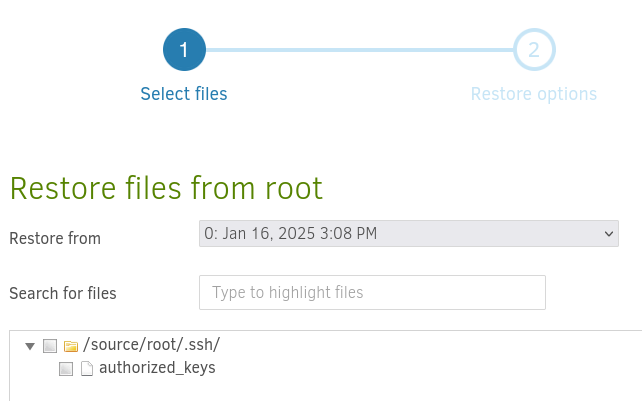 1
2
Select files
Restore options
Restore files from root
Restore from
0: Jan 16, 2025 3:08 PM
Search for files
Type to highlight files
/source/root/.ssh/
authorized_keys